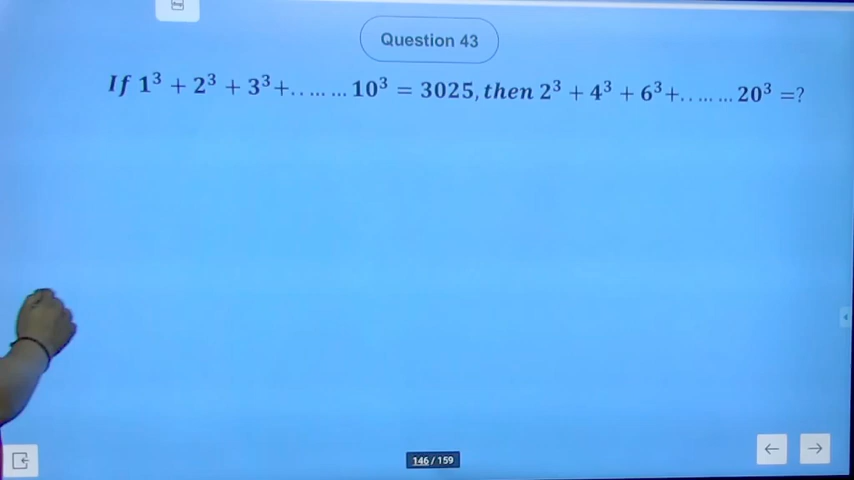 Question 43
If 1³ + 2³ + 3³+........ 10³ = 3025, then 2³ + 4³ + 6³+........ 20³ =?
146 / 159